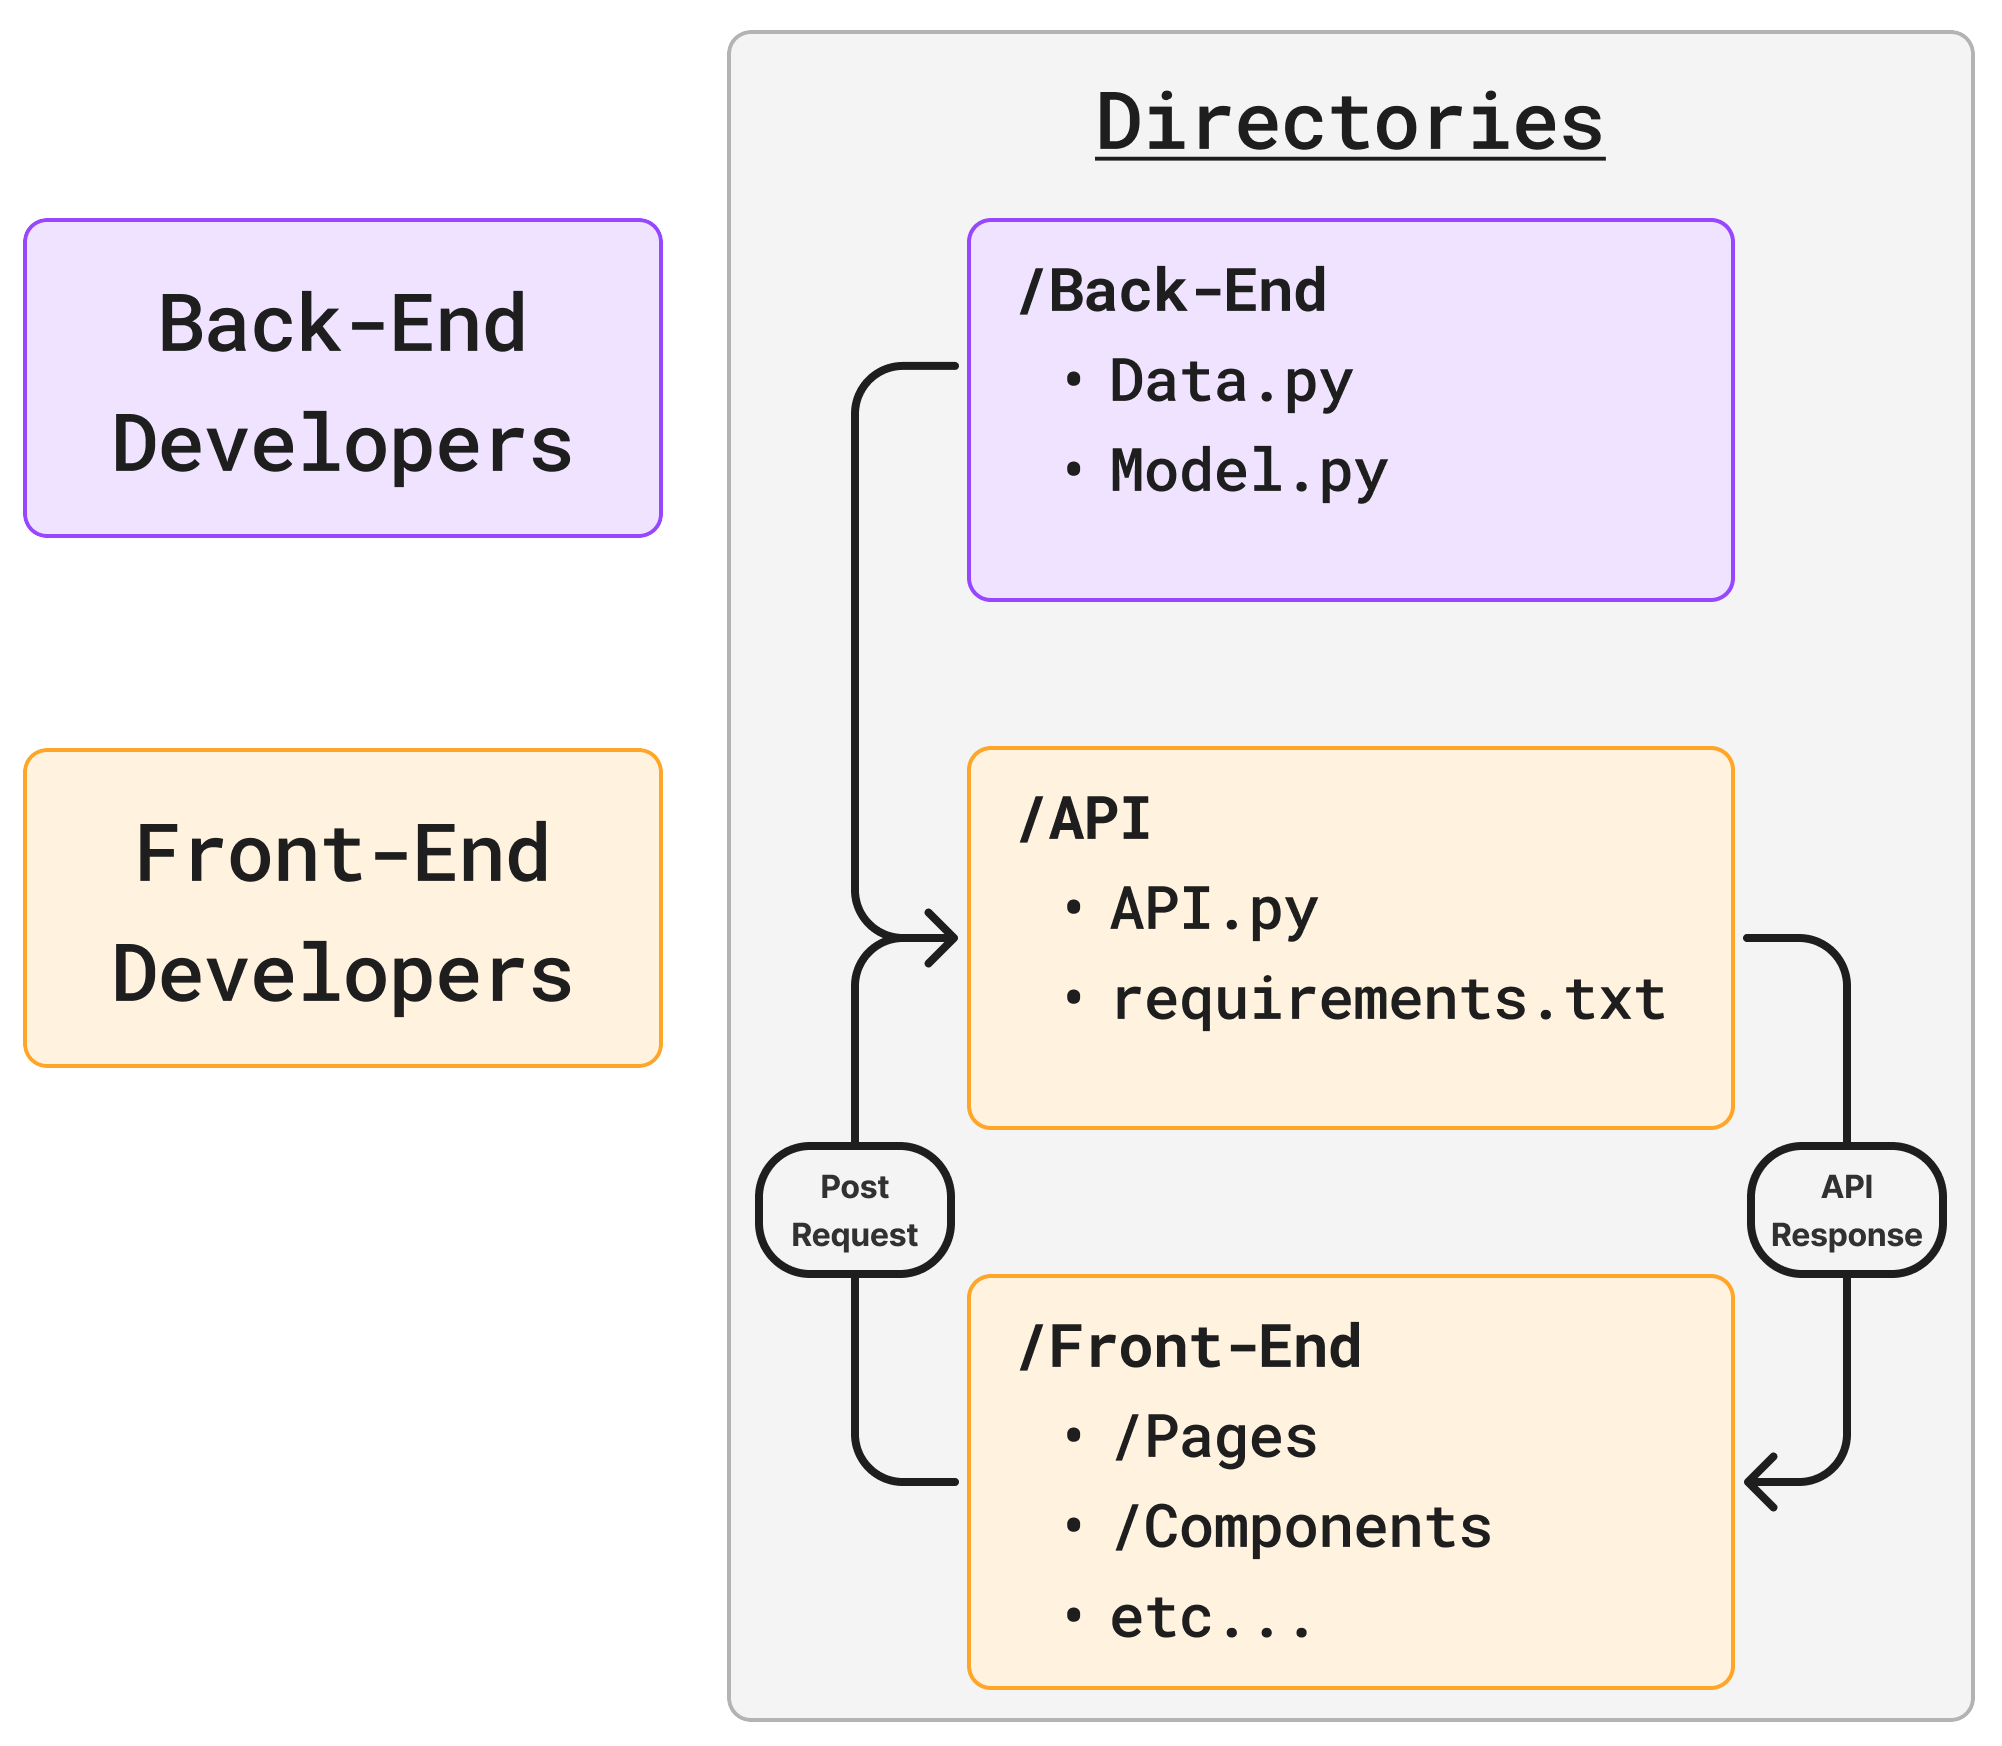 Directories
Back-End
Developers
/Back-End
• Data.py
• Model.py
Front-End
Developers
/API
• API.py
• requirements.txt
Post
Request
API
Response
/Front-End
• /Pages
• /Components
• etc...